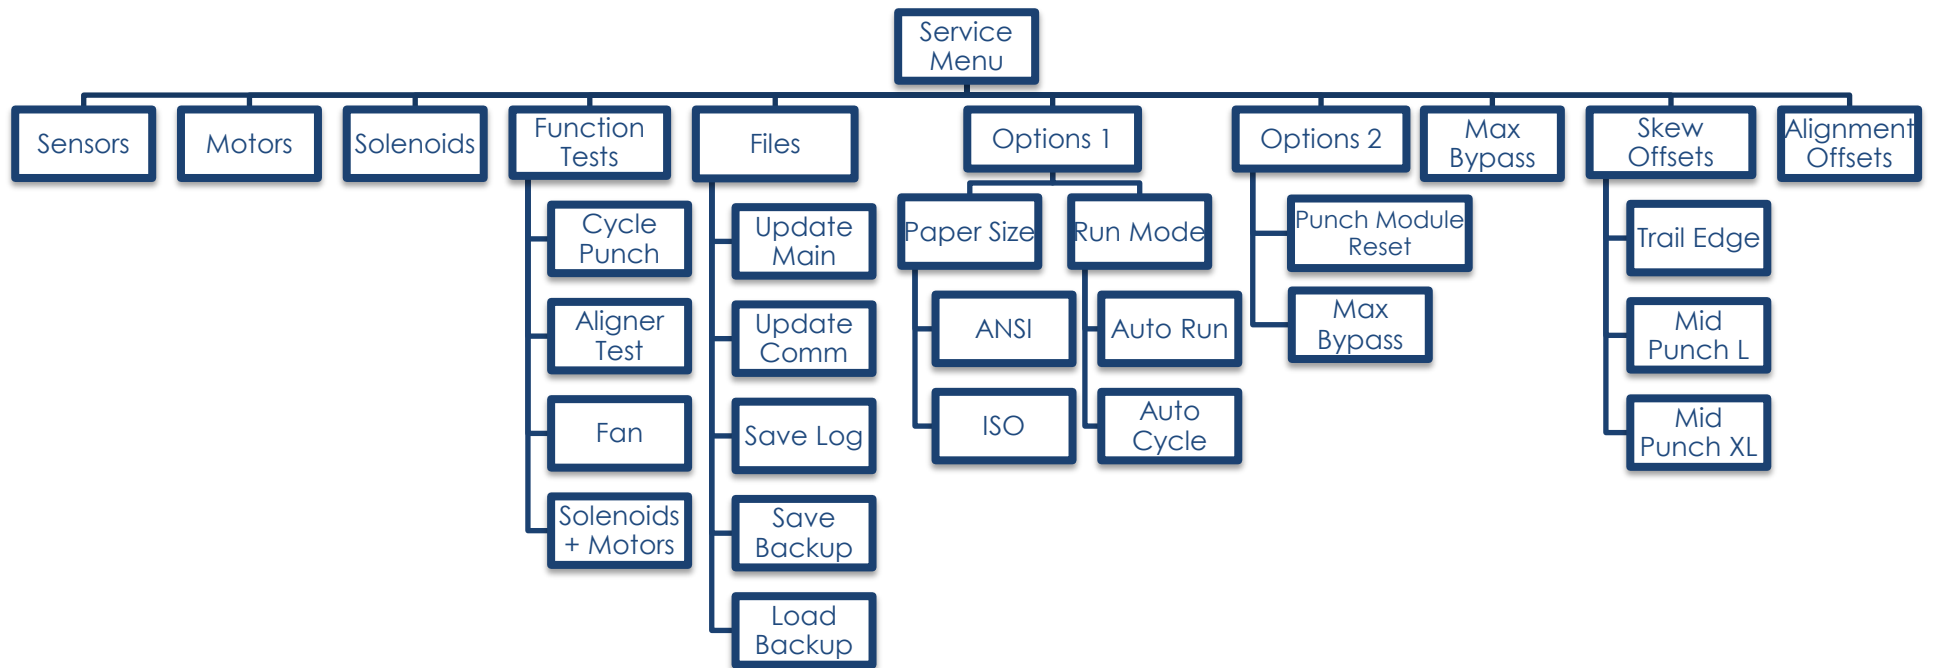 Service
Menu
Sensors
Motors
Solenoids
Function
Tests
Files
Options 1
Options 2
Max
Bypass
Skew
Offsets
Alignment
Offsets
Cycle
Punch
Aligner
Test
Fan
Solenoids
+ Motors
Update
Main
Update
Comm
Save Log
Save
Backup
Load
Backup
Paper Size
ANSI
ISO
Run Mode
Auto Run
Auto
Cycle
Punch Module
Reset
Max
Bypass
Trail Edge
Mid
Punch L
Mid
Punch XL